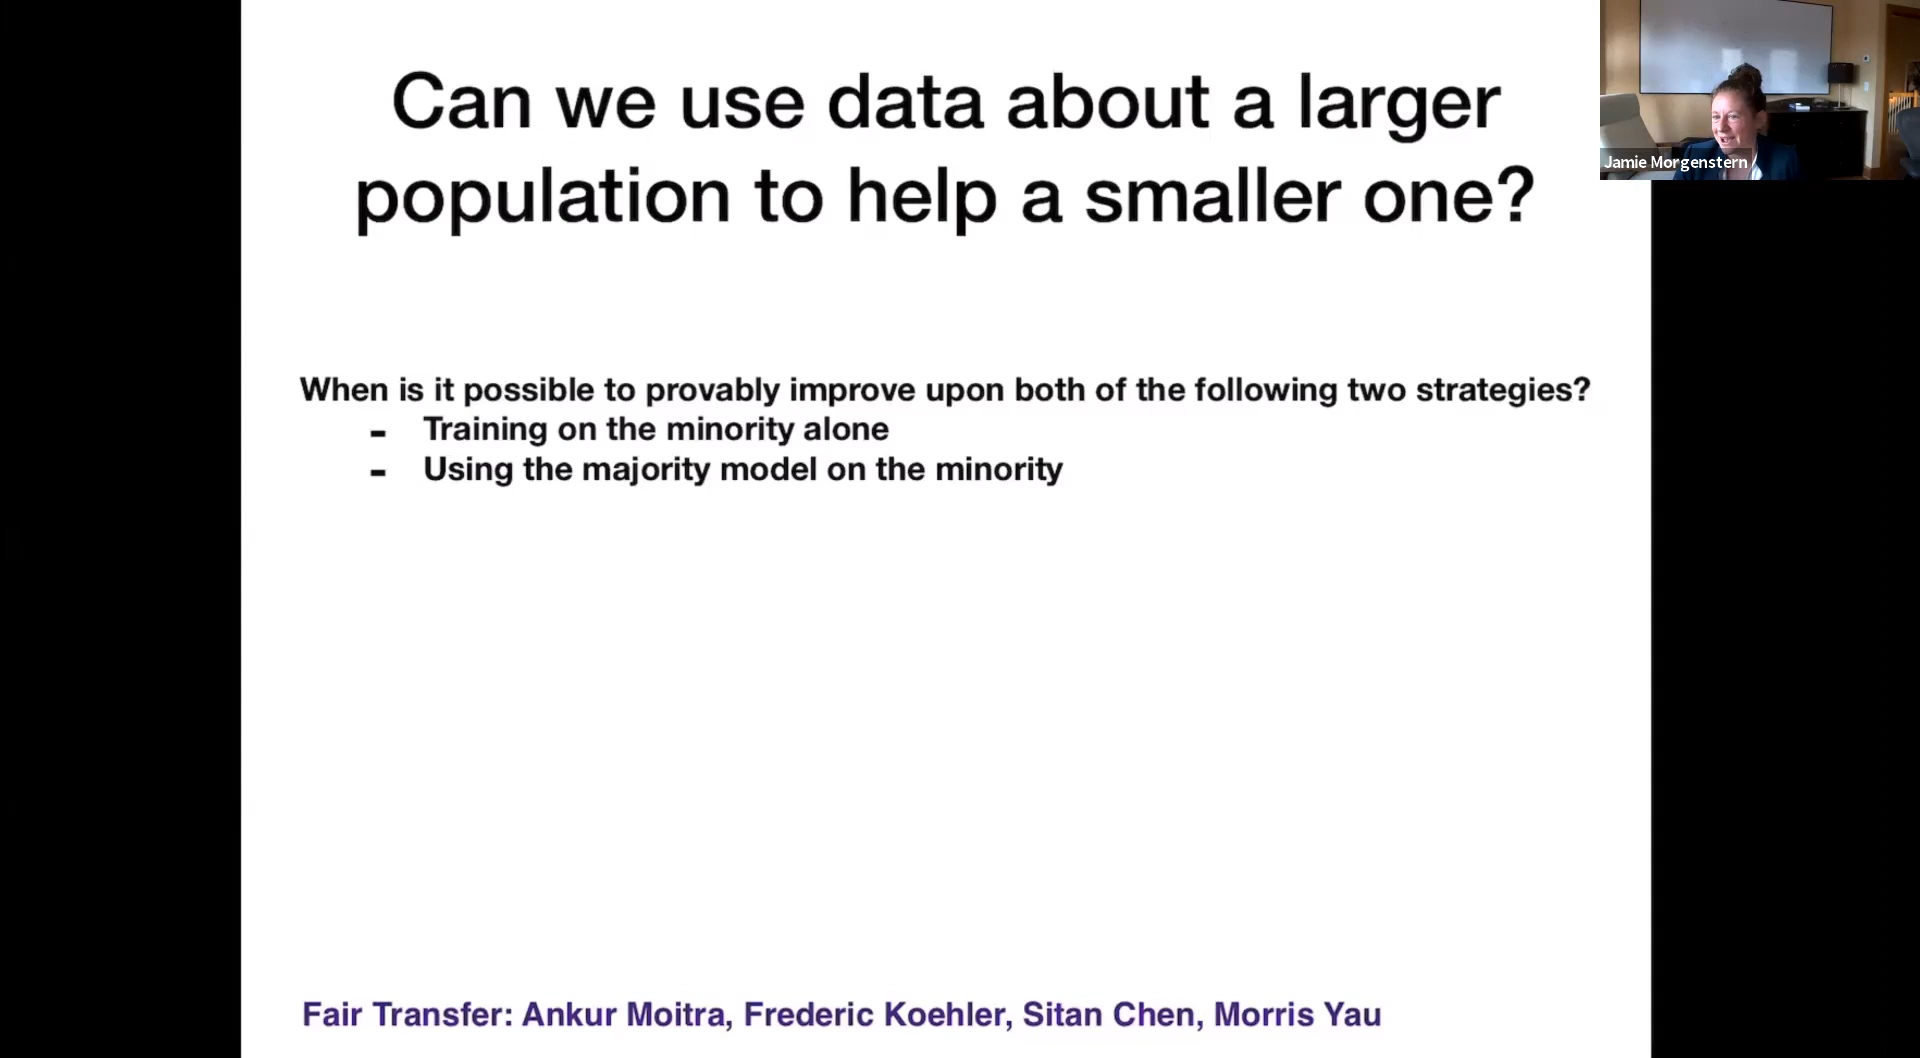 Can we use data about a larger
population to help a smaller one?
Jamie Morgenstern
When is it possible to provably improve upon both of the following two strategies?
- Training on the minority alone
- Using the majority model on the minority
Fair Transfer: Ankur Moitra, Frederic Koehler, Sitan Chen, Morris Yau